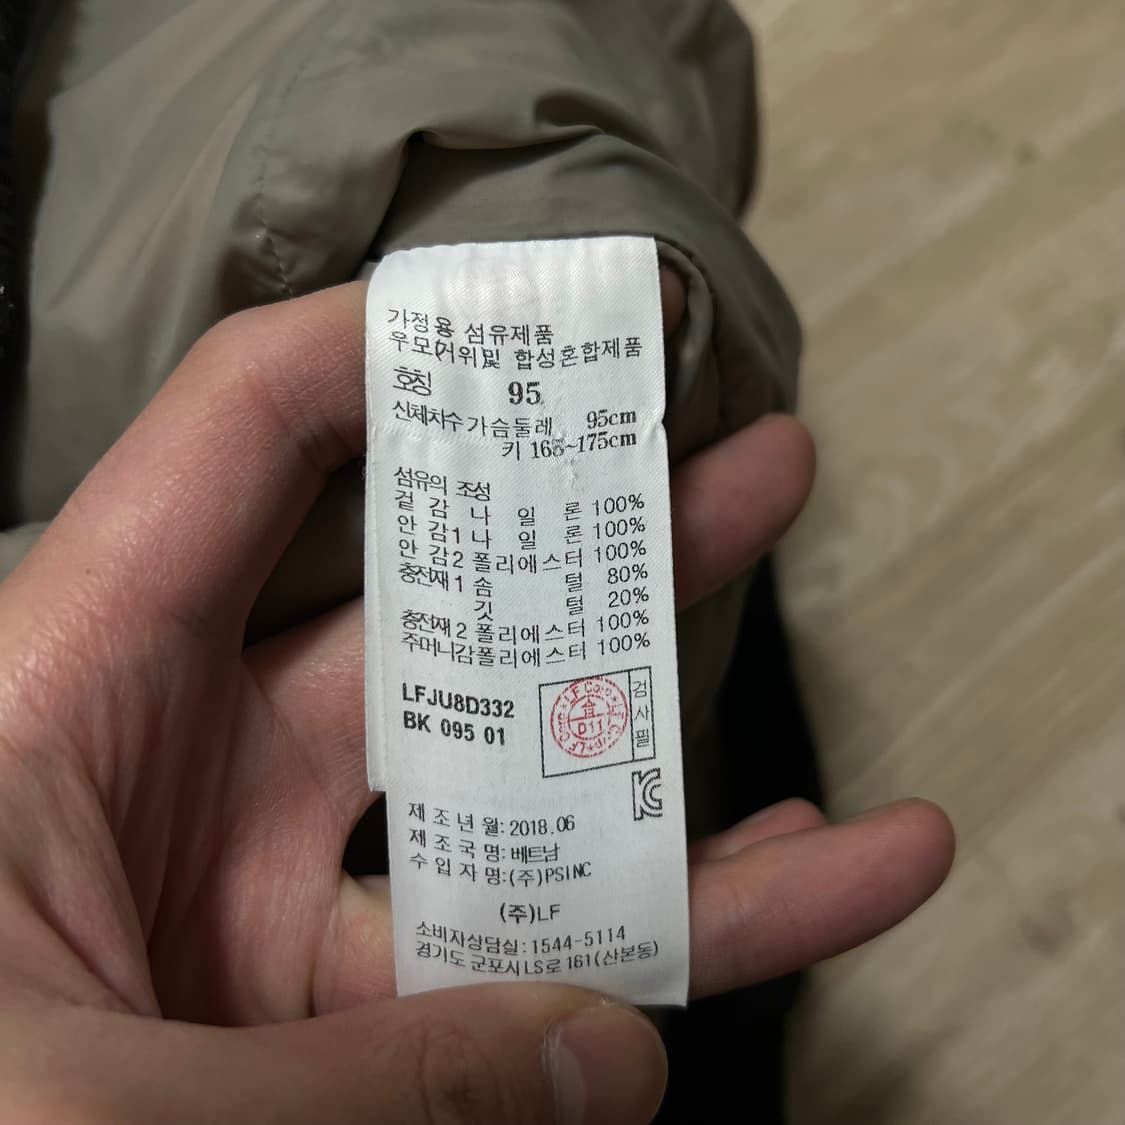 가정용 섬유제품
우모(거위)및 합성혼합제품
호칭 95
신체치수 가슴둘레 95cm
키 165~175cm
섬유의 조성
겉 감 나 일 론 100%
안 감1 나 일 론 100%
안 감2 폴리에스터 100%
충전재1 솜 털 80%
깃 털 20%
충전재2 폴리에스터 100%
주머니감폴리에스터 100%
LFJU8D332
BK 095 01
LF Corp
合
D11
검사필
KC
제 조 년 월: 2018.06
제 조 국 명: 베트남
수 입 자 명:(주)PSINC
(주)LF
소비자상담실:1544-5114
경기도 군포시LS로 161(산본동)